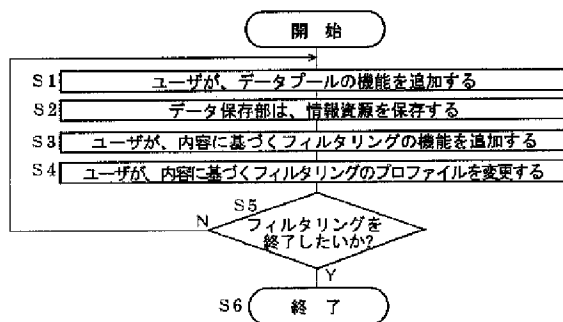 開 始
S1 ユーザが、データプールの機能を追加する
S2 データ保存部は、情報資源を保存する
S3 ユーザが、内容に基づくフィルタリングの機能を追加する
S4 ユーザが、内容に基づくフィルタリングのプロファイルを変更する
S5
N
フィルタリングを
終了したいか?
Y
S6 終 了